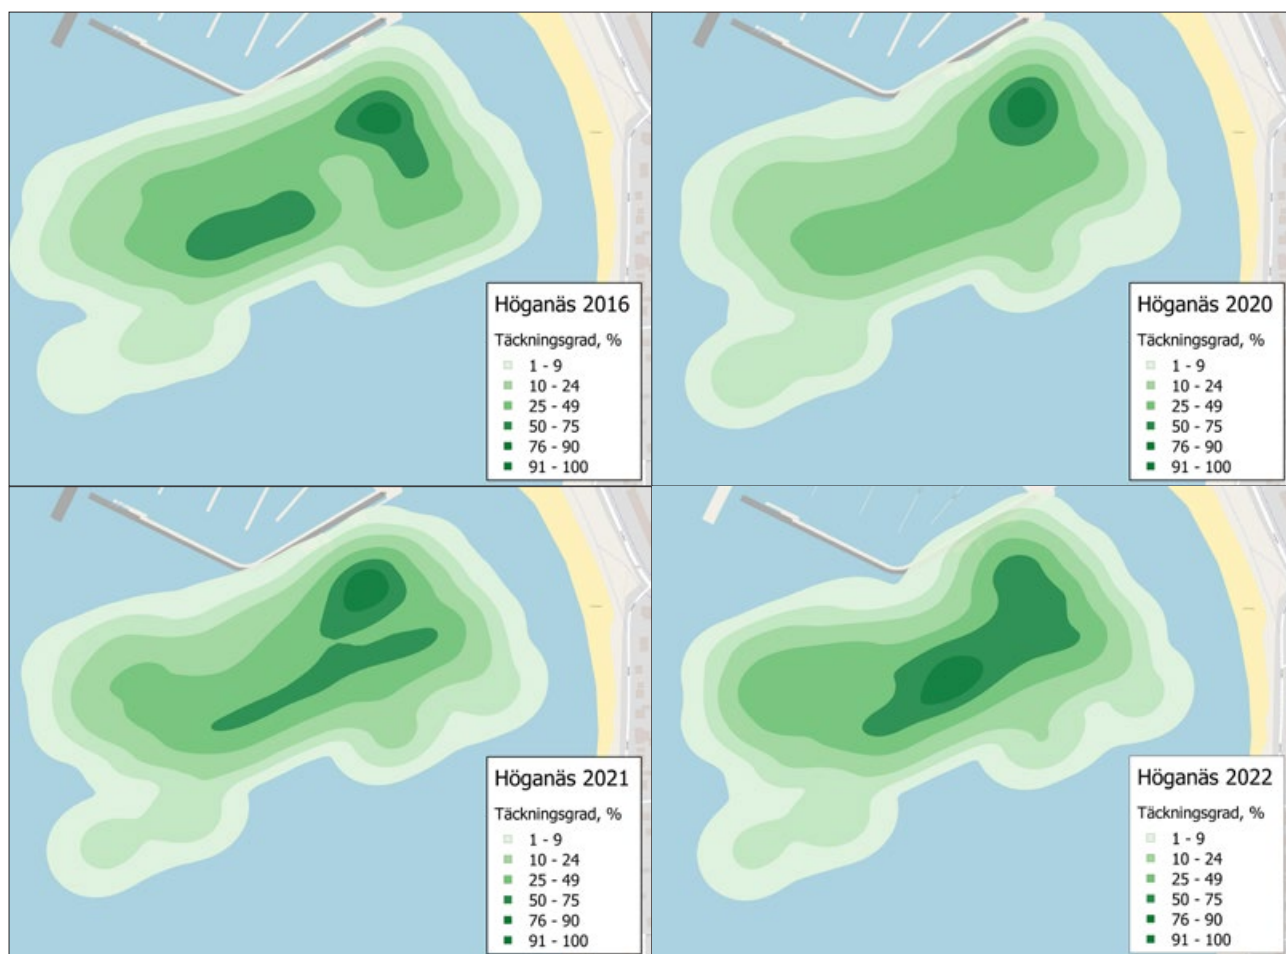 Höganäs 2016
Täckningsgrad, %
1 - 9
10 - 24
25 - 49
50 - 75
76 - 90
91 - 100
Höganäs 2020
Täckningsgrad, %
1 - 9
10 - 24
25 - 49
50 - 75
76 - 90
91 - 100
Höganäs 2021
Täckningsgrad, %
1 - 9
10 - 24
25 - 49
50 - 75
76 - 90
91 - 100
Höganäs 2022
Täckningsgrad, %
1 - 9
10 - 24
25 - 49
50 - 75
76 - 90
91 - 100